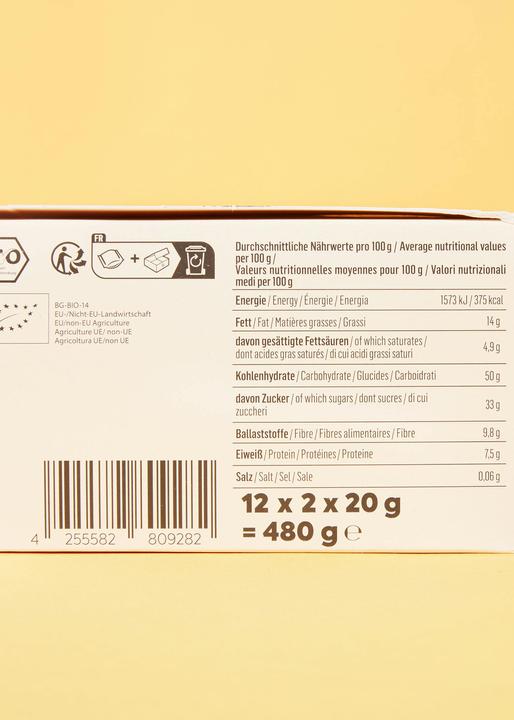 FR
+
BG-BIO-14
EU-/Nicht-EU-Landwirtschaft
EU/non-EU Agriculture
Agriculture UE/ non-UE
Agricoltura UE/non UE
4 255582 809282
Durchschnittliche Nährwerte pro 100 g / Average nutritional values
per 100 g /
Valeurs nutritionnelles moyennes pour 100 g / Valori nutrizionali
medi per 100 g
Energie / Energy / Énergie / Energia 1573 kJ / 375 kcal
Fett / Fat / Matières grasses / Grassi 14 g
davon gesättigte Fettsäuren / of which saturates /
dont acides gras saturés / di cui acidi grassi saturi 4,9 g
Kohlenhydrate / Carbohydrate / Glucides / Carboidrati 50 g
davon Zucker / of which sugars / dont sucres / di cui
zuccheri 33 g
Ballaststoffe / Fibre / Fibres alimentaires / Fibre 9,8 g
Eiweiß / Protein / Protéines / Proteine 7,5 g
Salz / Salt / Sel / Sale 0,06 g
12 x 2 x 20 g
= 480 g ℮